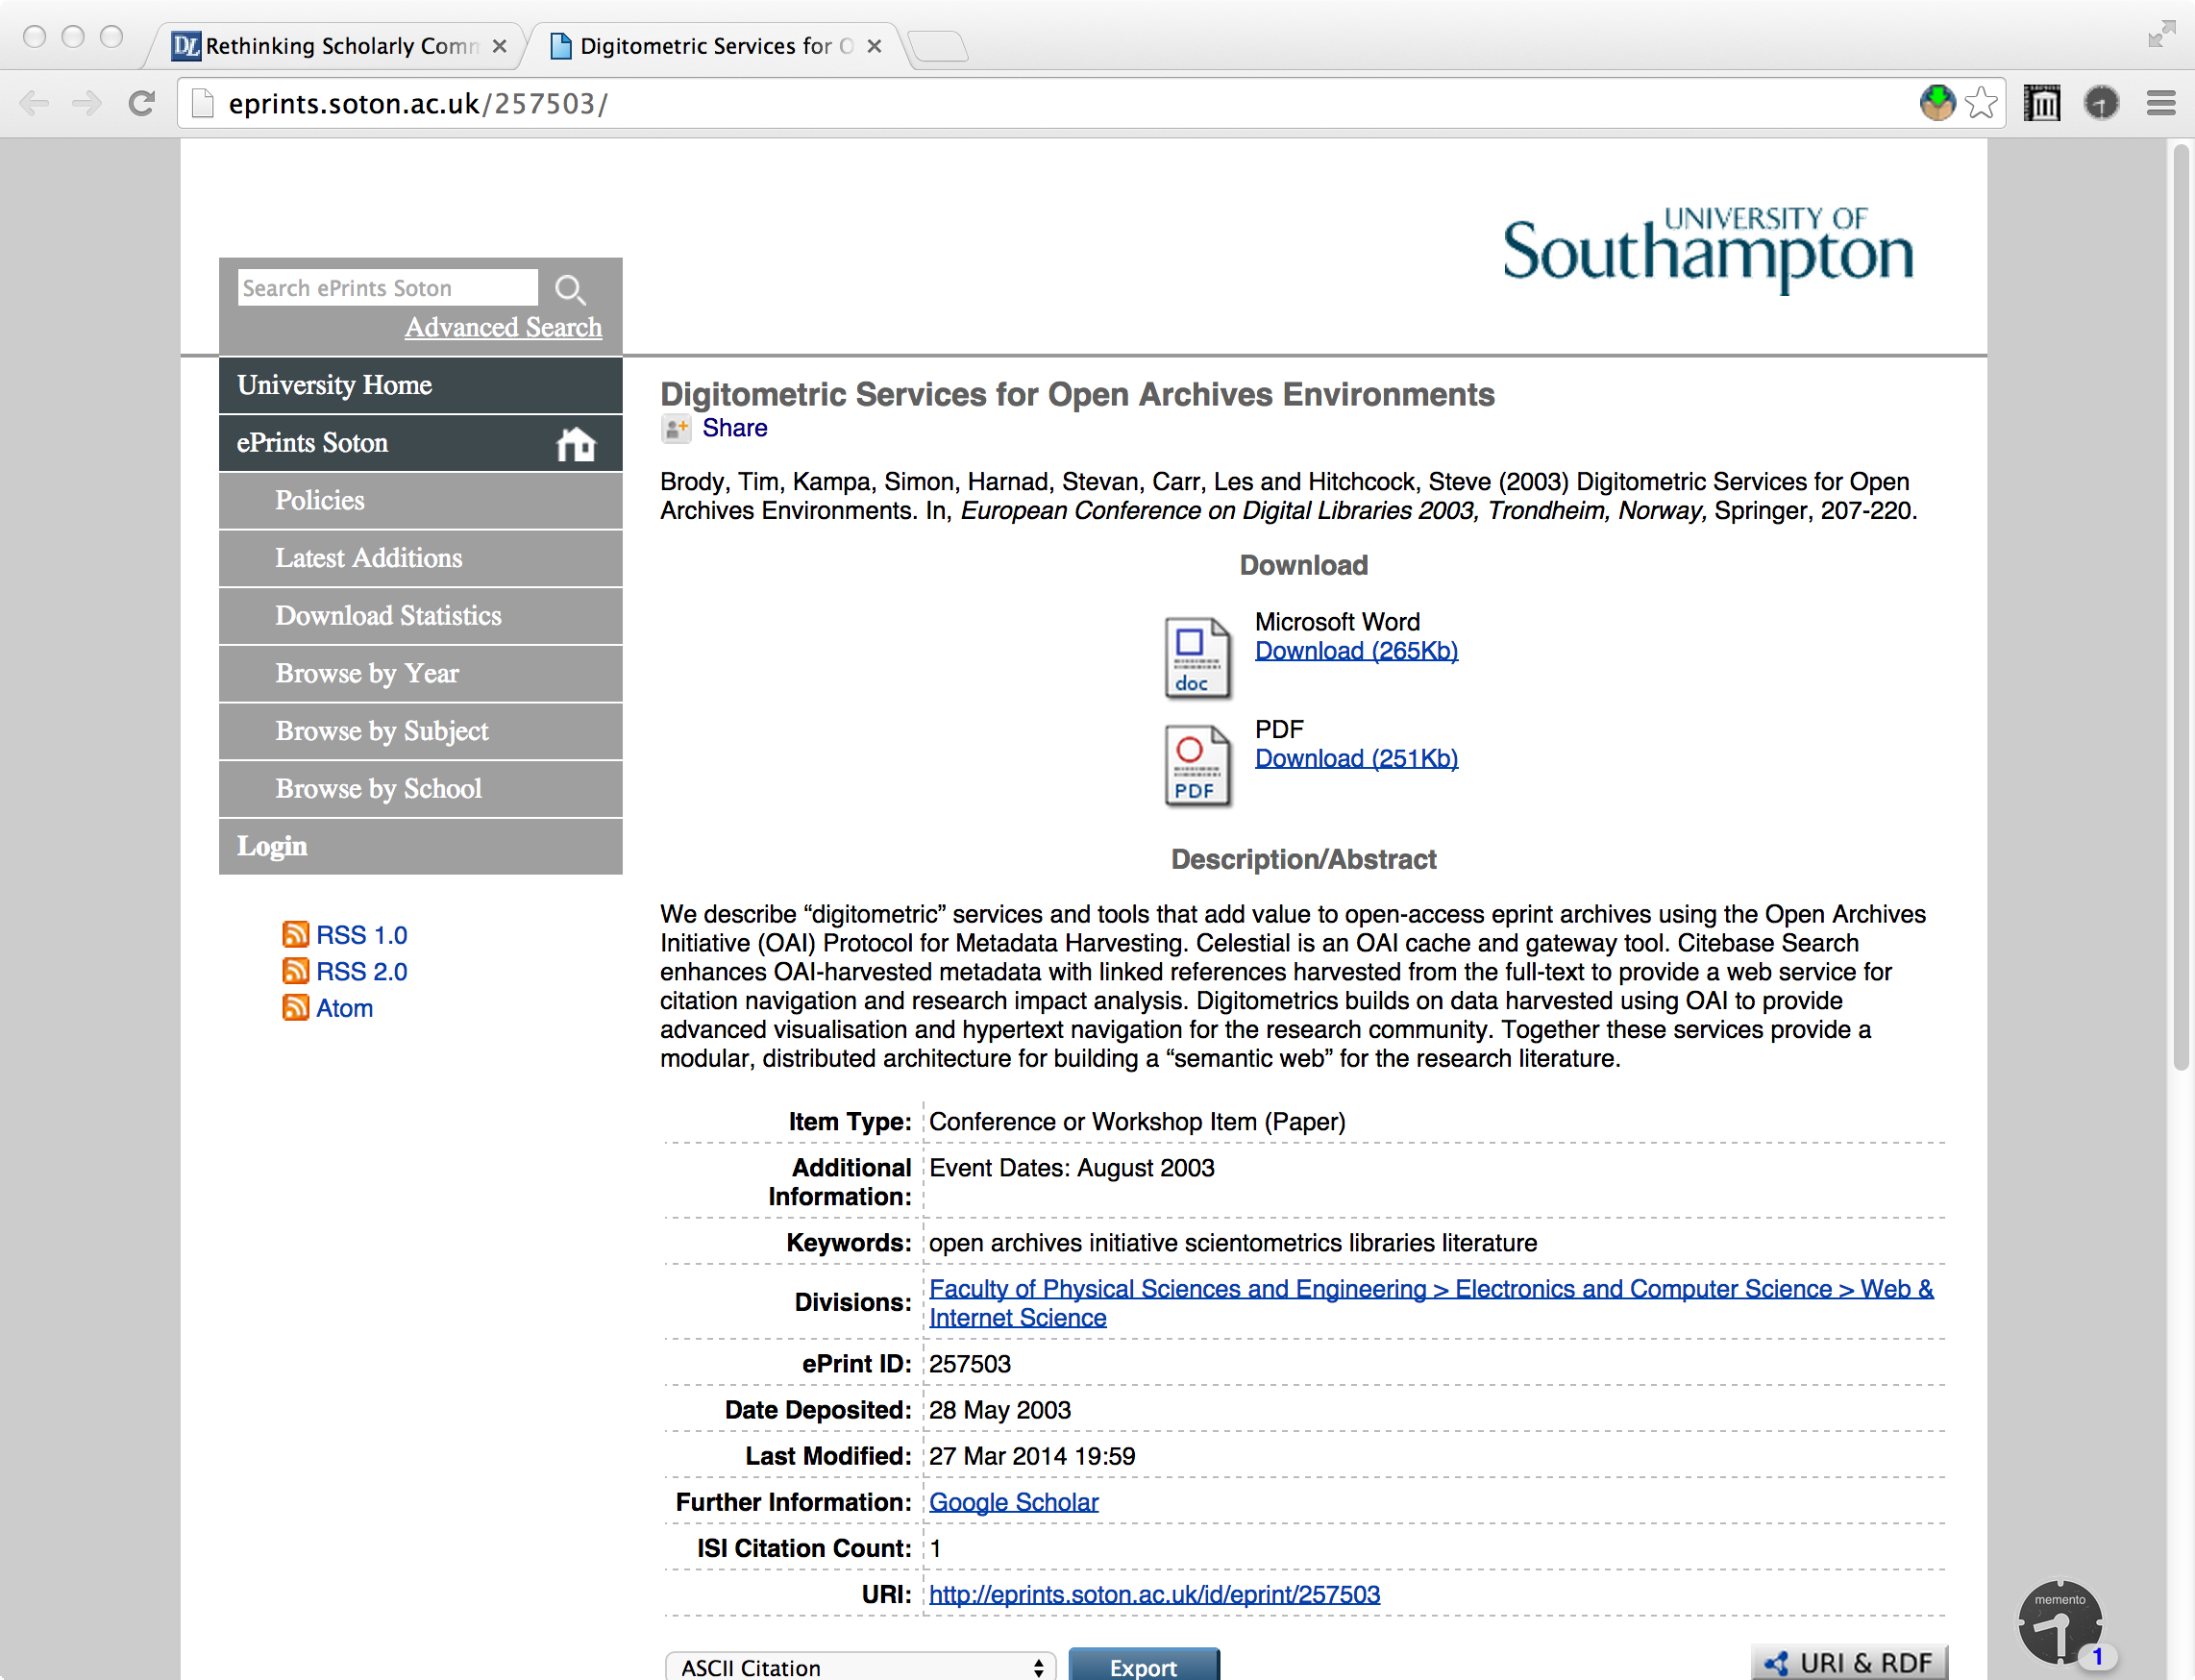 Rethinking Scholarly Comm
Digitometric Services for O
eprints.soton.ac.uk/257503/
UNIVERSITY OF
Southampton
Search ePrints Soton
Advanced Search
University Home
ePrints Soton
Policies
Latest Additions
Download Statistics
Browse by Year
Browse by Subject
Browse by School
Login
RSS 1.0
RSS 2.0
Atom
Digitometric Services for Open Archives Environments
Share
Brody, Tim, Kampa, Simon, Harnad, Stevan, Carr, Les and Hitchcock, Steve (2003) Digitometric Services for Open
Archives Environments. In, European Conference on Digital Libraries 2003, Trondheim, Norway, Springer, 207-220.
Download
Microsoft Word
Download (265Kb)
doc
PDF
Download (251Kb)
PDF
Description/Abstract
We describe “digitometric” services and tools that add value to open-access eprint archives using the Open Archives
Initiative (OAI) Protocol for Metadata Harvesting. Celestial is an OAI cache and gateway tool. Citebase Search
enhances OAI-harvested metadata with linked references harvested from the full-text to provide a web service for
citation navigation and research impact analysis. Digitometrics builds on data harvested using OAI to provide
advanced visualisation and hypertext navigation for the research community. Together these services provide a
modular, distributed architecture for building a “semantic web” for the research literature.
Item Type: Conference or Workshop Item (Paper)
Additional Information: Event Dates: August 2003
Keywords: open archives initiative scientometrics libraries literature
Divisions: Faculty of Physical Sciences and Engineering > Electronics and Computer Science > Web &
Internet Science
ePrint ID: 257503
Date Deposited: 28 May 2003
Last Modified: 27 Mar 2014 19:59
Further Information: Google Scholar
ISI Citation Count: 1
URI: http://eprints.soton.ac.uk/id/eprint/257503
ASCII Citation
Export
URI & RDF
memento
1